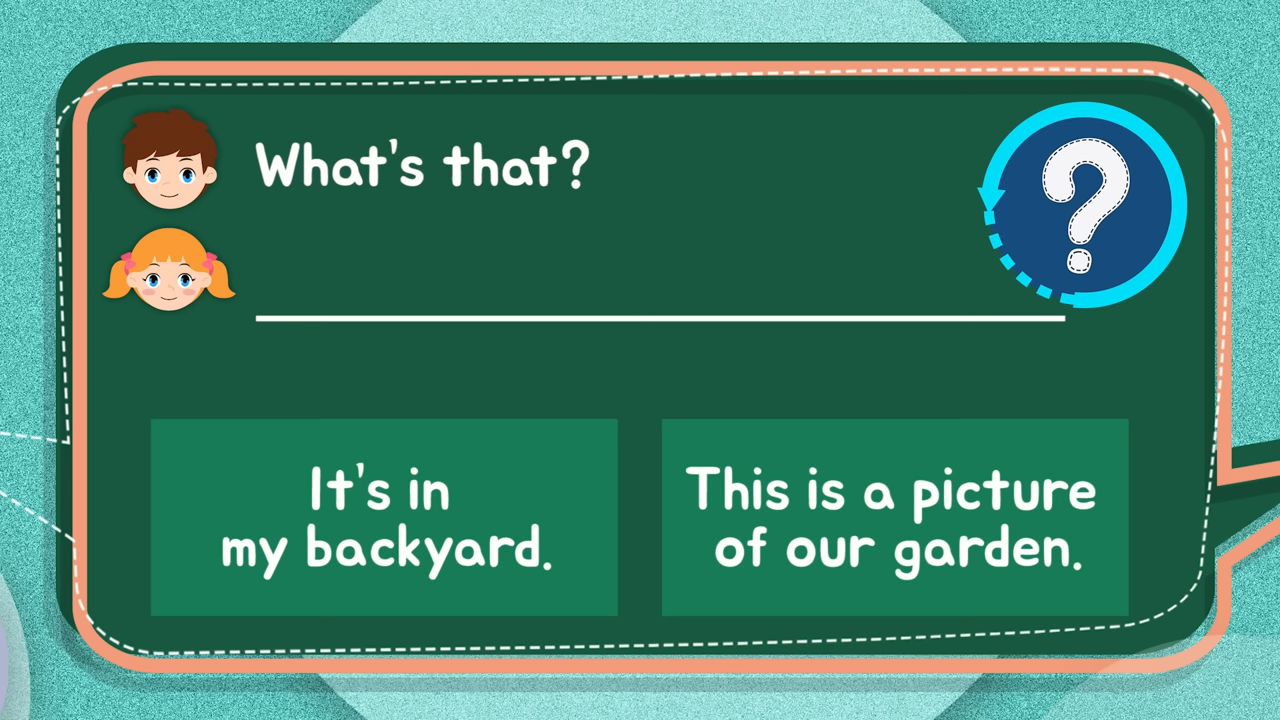 What's that?
?
It's in
my backyard.
This is a picture
of our garden.